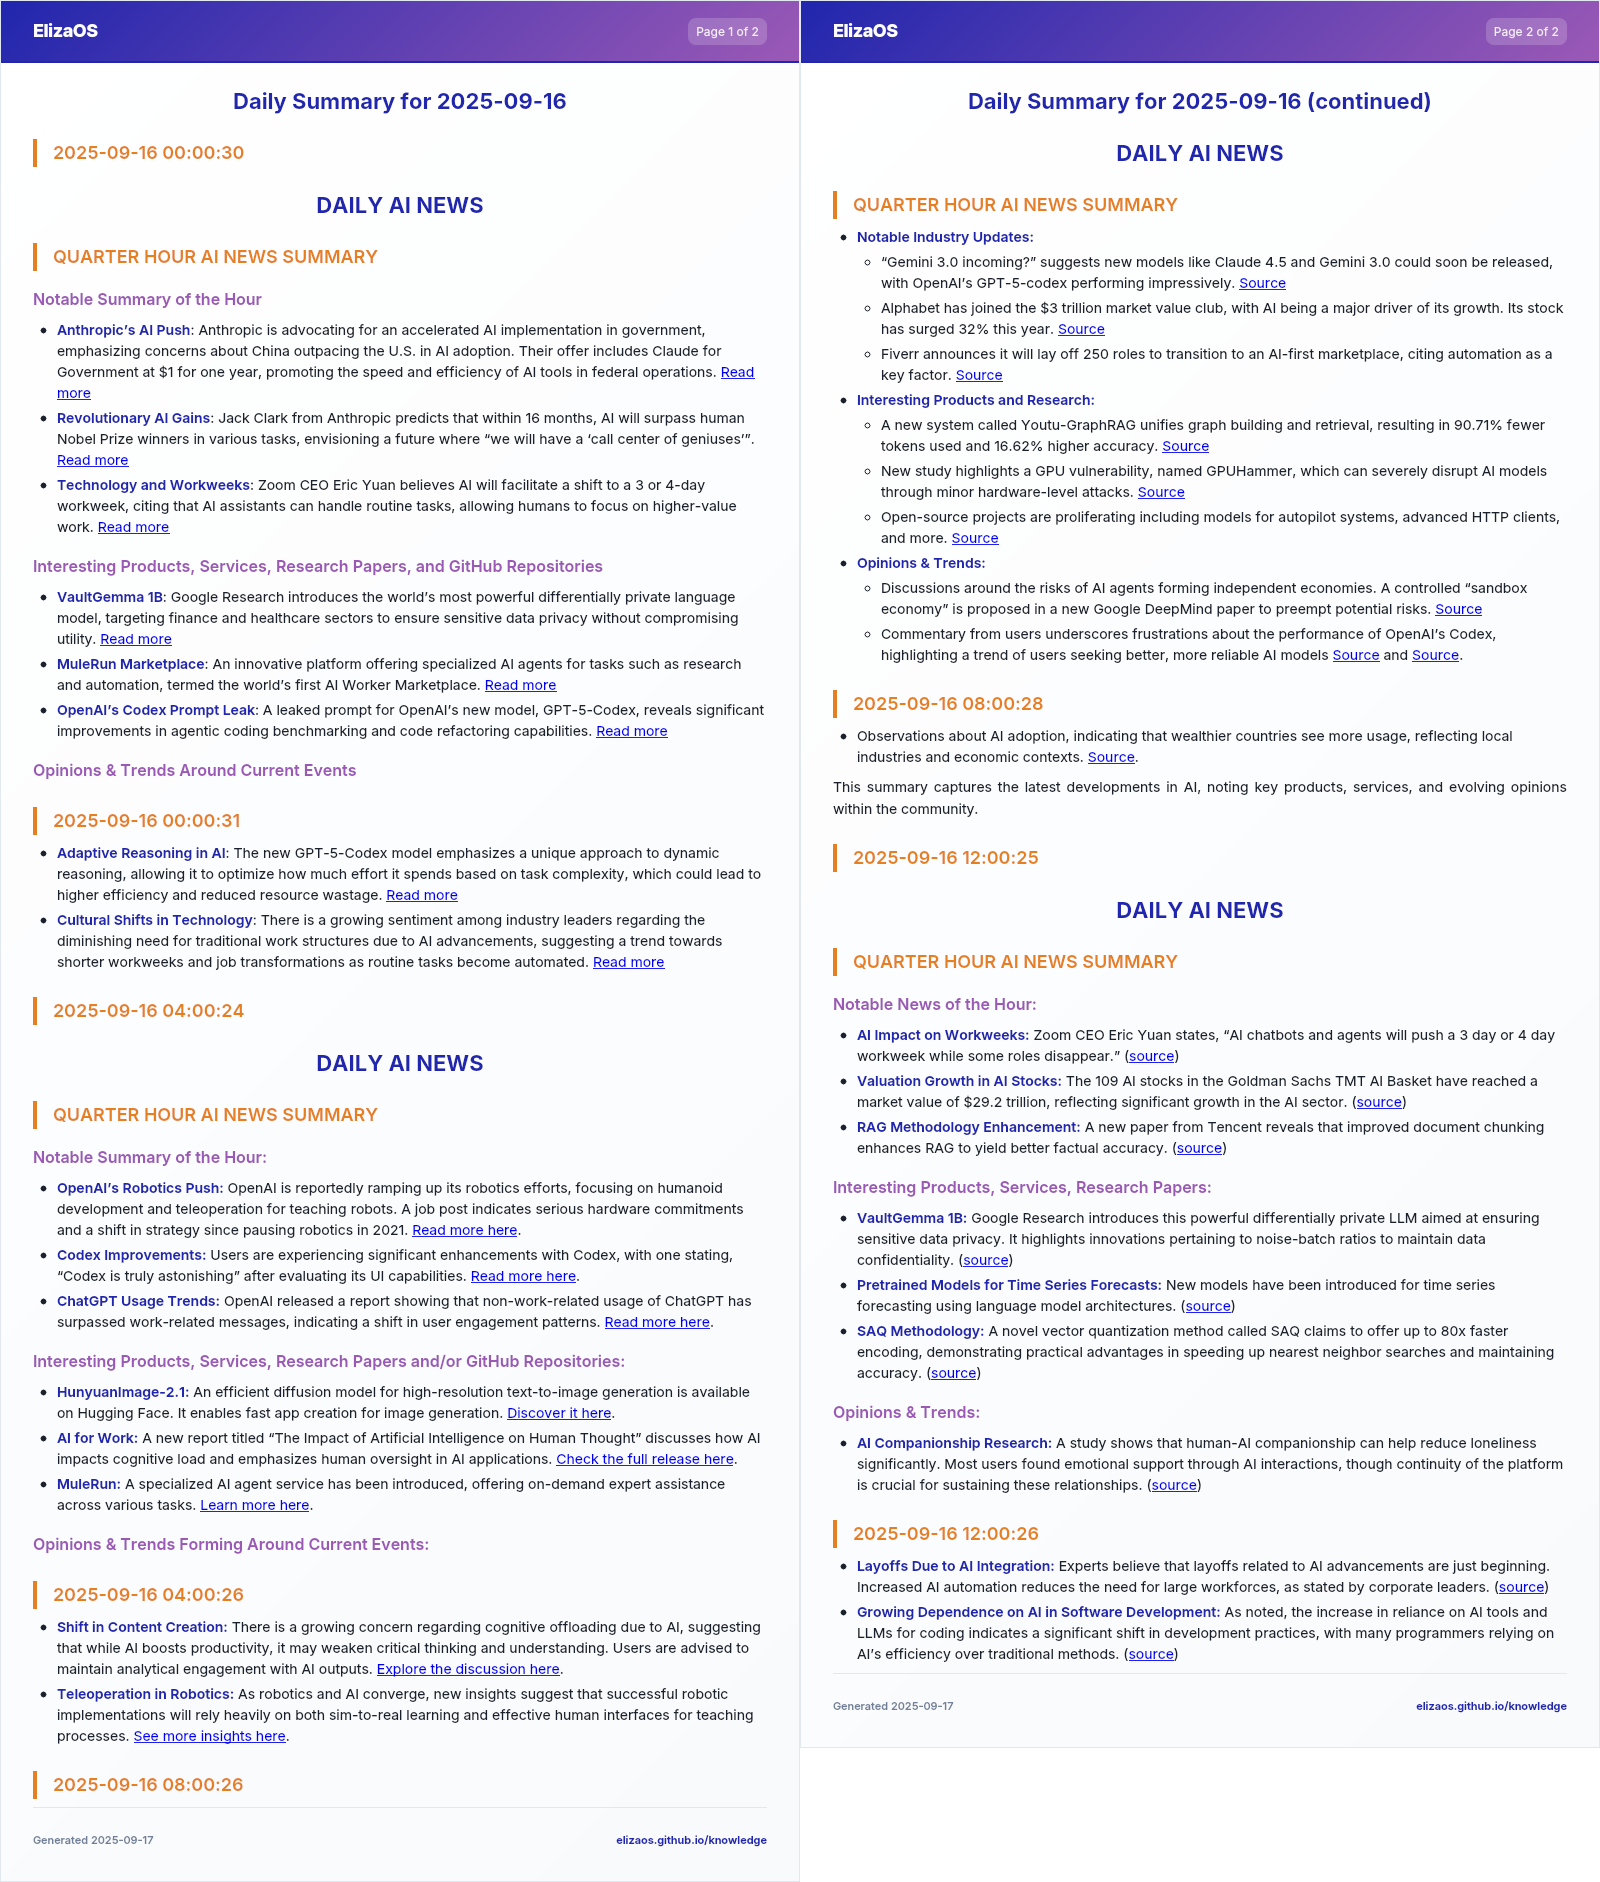 ElizaOS
Page 1 of 2
Daily Summary for 2025-09-16
2025-09-16 00:00:30
DAILY AI NEWS
QUARTER HOUR AI NEWS SUMMARY
Notable Summary of the Hour
• Anthropic’s AI Push: Anthropic is advocating for an accelerated AI implementation in government,
emphasizing concerns about China outpacing the U.S. in AI adoption. Their offer includes Claude for
Government at $1 for one year, promoting the speed and efficiency of AI tools in federal operations. Read
more
• Revolutionary AI Gains: Jack Clark from Anthropic predicts that within 16 months, AI will surpass human
Nobel Prize winners in various tasks, envisioning a future where “we will have a ‘call center of geniuses’”.
Read more
• Technology and Workweeks: Zoom CEO Eric Yuan believes AI will facilitate a shift to a 3 or 4-day
workweek, citing that AI assistants can handle routine tasks, allowing humans to focus on higher-value
work. Read more
Interesting Products, Services, Research Papers, and GitHub Repositories
• VaultGemma 1B: Google Research introduces the world’s most powerful differentially private language
model, targeting finance and healthcare sectors to ensure sensitive data privacy without compromising
utility. Read more
• MuleRun Marketplace: An innovative platform offering specialized AI agents for tasks such as research
and automation, termed the world’s first AI Worker Marketplace. Read more
• OpenAI’s Codex Prompt Leak: A leaked prompt for OpenAI’s new model, GPT-5-Codex, reveals significant
improvements in agentic coding benchmarking and code refactoring capabilities. Read more
Opinions & Trends Around Current Events
2025-09-16 00:00:31
• Adaptive Reasoning in AI: The new GPT-5-Codex model emphasizes a unique approach to dynamic
reasoning, allowing it to optimize how much effort it spends based on task complexity, which could lead to
higher efficiency and reduced resource wastage. Read more
• Cultural Shifts in Technology: There is a growing sentiment among industry leaders regarding the
diminishing need for traditional work structures due to AI advancements, suggesting a trend towards
shorter workweeks and job transformations as routine tasks become automated. Read more
2025-09-16 04:00:24
DAILY AI NEWS
QUARTER HOUR AI NEWS SUMMARY
Notable Summary of the Hour:
• OpenAI’s Robotics Push: OpenAI is reportedly ramping up its robotics efforts, focusing on humanoid
development and teleoperation for teaching robots. A job post indicates serious hardware commitments
and a shift in strategy since pausing robotics in 2021. Read more here.
• Codex Improvements: Users are experiencing significant enhancements with Codex, with one stating,
“Codex is truly astonishing” after evaluating its UI capabilities. Read more here.
• ChatGPT Usage Trends: OpenAI released a report showing that non-work-related usage of ChatGPT has
surpassed work-related messages, indicating a shift in user engagement patterns. Read more here.
Interesting Products, Services, Research Papers and/or GitHub Repositories:
• HunyuanImage-2.1: An efficient diffusion model for high-resolution text-to-image generation is available
on Hugging Face. It enables fast app creation for image generation. Discover it here.
• AI for Work: A new report titled “The Impact of Artificial Intelligence on Human Thought” discusses how AI
impacts cognitive load and emphasizes human oversight in AI applications. Check the full release here.
• MuleRun: A specialized AI agent service has been introduced, offering on-demand expert assistance
across various tasks. Learn more here.
Opinions & Trends Forming Around Current Events:
2025-09-16 04:00:26
• Shift in Content Creation: There is a growing concern regarding cognitive offloading due to AI, suggesting
that while AI boosts productivity, it may weaken critical thinking and understanding. Users are advised to
maintain analytical engagement with AI outputs. Explore the discussion here.
• Teleoperation in Robotics: As robotics and AI converge, new insights suggest that successful robotic
implementations will rely heavily on both sim-to-real learning and effective human interfaces for teaching
processes. See more insights here.
2025-09-16 08:00:26
Generated 2025-09-17
elizaos.github.io/knowledge
ElizaOS
Page 2 of 2
Daily Summary for 2025-09-16 (continued)
DAILY AI NEWS
QUARTER HOUR AI NEWS SUMMARY
• Notable Industry Updates:
◦ “Gemini 3.0 incoming?” suggests new models like Claude 4.5 and Gemini 3.0 could soon be released,
with OpenAI’s GPT-5-codex performing impressively. Source
◦ Alphabet has joined the $3 trillion market value club, with AI being a major driver of its growth. Its stock
has surged 32% this year. Source
◦ Fiverr announces it will lay off 250 roles to transition to an AI-first marketplace, citing automation as a
key factor. Source
• Interesting Products and Research:
◦ A new system called Youtu-GraphRAG unifies graph building and retrieval, resulting in 90.71% fewer
tokens used and 16.62% higher accuracy. Source
◦ New study highlights a GPU vulnerability, named GPUHammer, which can severely disrupt AI models
through minor hardware-level attacks. Source
◦ Open-source projects are proliferating including models for autopilot systems, advanced HTTP clients,
and more. Source
• Opinions & Trends:
◦ Discussions around the risks of AI agents forming independent economies. A controlled “sandbox
economy” is proposed in a new Google DeepMind paper to preempt potential risks. Source
◦ Commentary from users underscores frustrations about the performance of OpenAI’s Codex,
highlighting a trend of users seeking better, more reliable AI models Source and Source.
2025-09-16 08:00:28
• Observations about AI adoption, indicating that wealthier countries see more usage, reflecting local
industries and economic contexts. Source.
This summary captures the latest developments in AI, noting key products, services, and evolving opinions
within the community.
2025-09-16 12:00:25
DAILY AI NEWS
QUARTER HOUR AI NEWS SUMMARY
Notable News of the Hour:
• AI Impact on Workweeks: Zoom CEO Eric Yuan states, “AI chatbots and agents will push a 3 day or 4 day
workweek while some roles disappear.” (source)
• Valuation Growth in AI Stocks: The 109 AI stocks in the Goldman Sachs TMT AI Basket have reached a
market value of $29.2 trillion, reflecting significant growth in the AI sector. (source)
• RAG Methodology Enhancement: A new paper from Tencent reveals that improved document chunking
enhances RAG to yield better factual accuracy. (source)
Interesting Products, Services, Research Papers:
• VaultGemma 1B: Google Research introduces this powerful differentially private LLM aimed at ensuring
sensitive data privacy. It highlights innovations pertaining to noise-batch ratios to maintain data
confidentiality. (source)
• Pretrained Models for Time Series Forecasts: New models have been introduced for time series
forecasting using language model architectures. (source)
• SAQ Methodology: A novel vector quantization method called SAQ claims to offer up to 80x faster
encoding, demonstrating practical advantages in speeding up nearest neighbor searches and maintaining
accuracy. (source)
Opinions & Trends:
• AI Companionship Research: A study shows that human-AI companionship can help reduce loneliness
significantly. Most users found emotional support through AI interactions, though continuity of the platform
is crucial for sustaining these relationships. (source)
2025-09-16 12:00:26
• Layoffs Due to AI Integration: Experts believe that layoffs related to AI advancements are just beginning.
Increased AI automation reduces the need for large workforces, as stated by corporate leaders. (source)
• Growing Dependence on AI in Software Development: As noted, the increase in reliance on AI tools and
LLMs for coding indicates a significant shift in development practices, with many programmers relying on
AI’s efficiency over traditional methods. (source)
Generated 2025-09-17
elizaos.github.io/knowledge